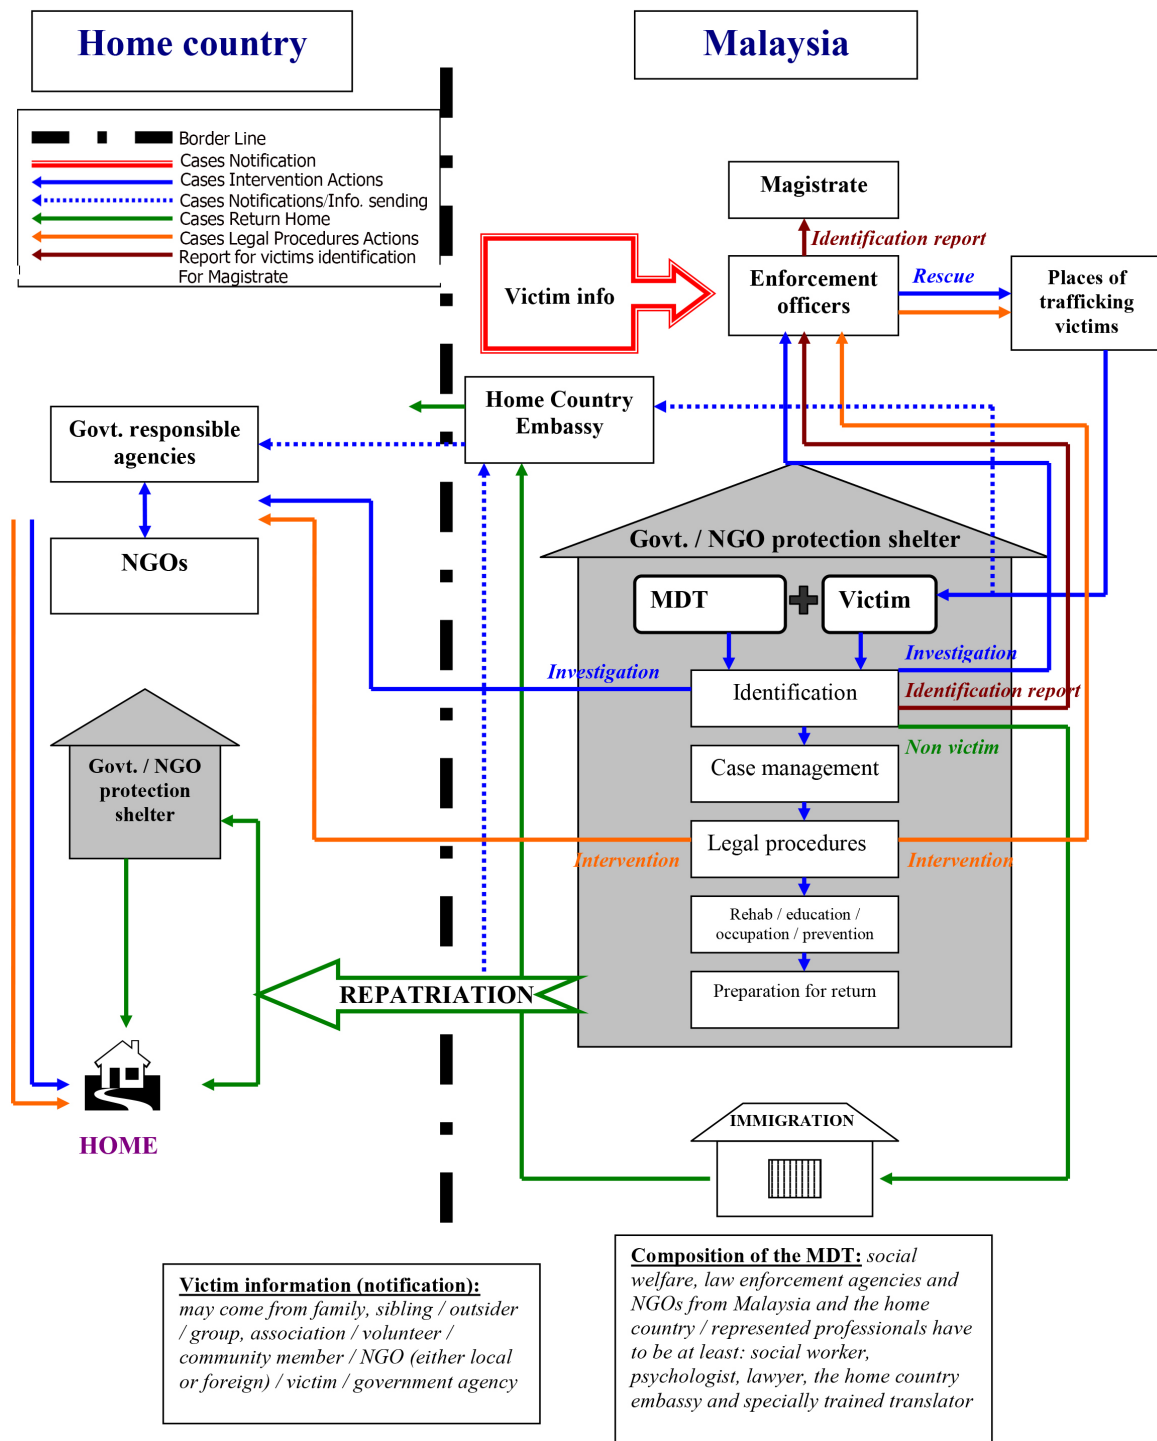 Home country
Malaysia
Border Line
Cases Notification
Cases Intervention Actions
Cases Notifications/Info. sending
Cases Return Home
Cases Legal Procedures Actions
Report for victims identification
For Magistrate
Magistrate
Identification report
Victim info
Enforcement
officers
Rescue
Places of
trafficking
victims
Home Country
Embassy
Govt. responsible
agencies
NGOs
Govt. / NGO protection shelter
MDT
Victim
Investigation
Investigation
Identification
Identification report
Non victim
Case management
Govt. / NGO
protection
shelter
Legal procedures
Intervention
Intervention
Rehab / education /
occupation / prevention
REPATRIATION
Preparation for return
HOME
IMMIGRATION
Victim information (notification):
may come from family, sibling / outsider
/ group, association / volunteer /
community member / NGO (either local
or foreign) / victim / government agency
Composition of the MDT: social
welfare, law enforcement agencies and
NGOs from Malaysia and the home
country / represented professionals have
to be at least: social worker,
psychologist, lawyer, the home country
embassy and specially trained translator